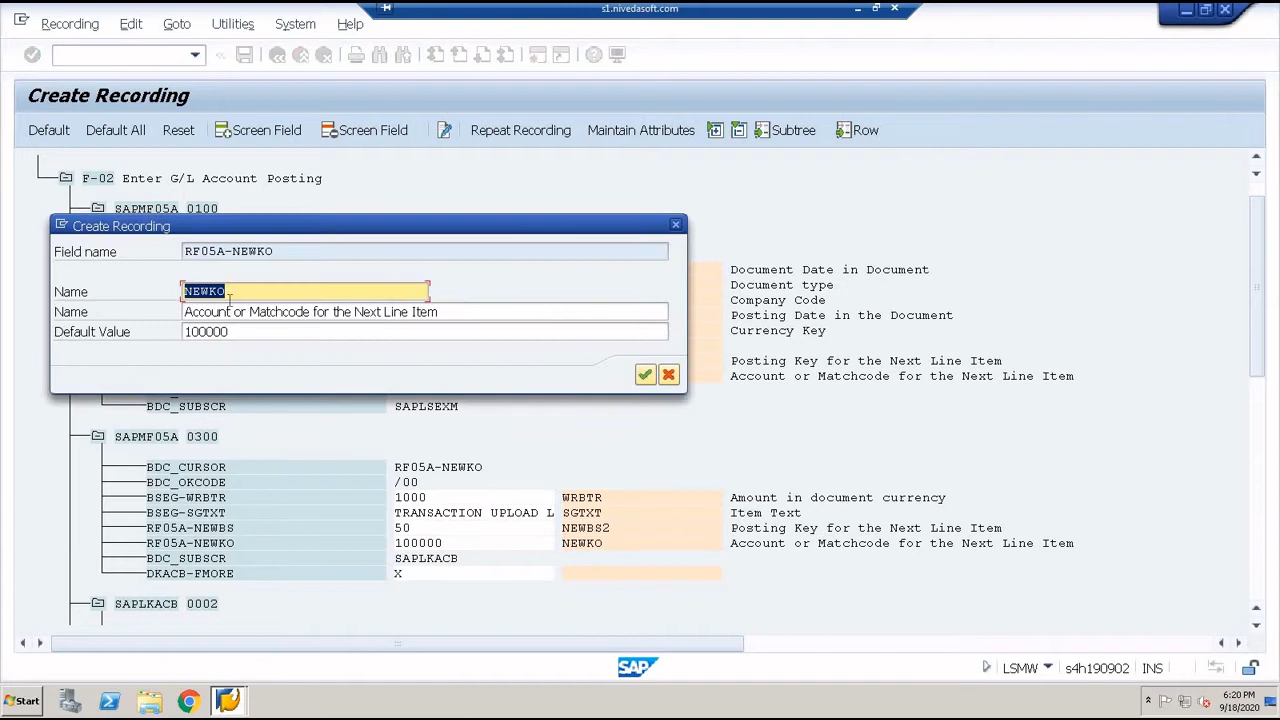 s1.nivedasoft.com
Recording Edit Goto Utilities System Help
Create Recording
Default Default All Reset Screen Field Screen Field Repeat Recording Maintain Attributes Subtree Row
F-02 Enter G/L Account Posting
SAPMF05A 0100
Create Recording
Field name RF05A-NEWKO
Name NEWKO
Name Account or Matchcode for the Next Line Item
Default Value 100000
Document Date in Document
Document type
Company Code
Posting Date in the Document
Currency Key
Posting Key for the Next Line Item
Account or Matchcode for the Next Line Item
BDC_SUBSCR SAPLSEXM
SAPMF05A 0300
BDC_CURSOR RF05A-NEWKO
BDC_OKCODE /00
BSEG-WRBTR 1000 WRBTR Amount in document currency
BSEG-SGTXT TRANSACTION UPLOAD L SGTXT Item Text
RF05A-NEWBS 50 NEWBS2 Posting Key for the Next Line Item
RF05A-NEWKO 100000 NEWKO Account or Matchcode for the Next Line Item
BDC_SUBSCR SAPLKACB
DKACB-FMORE X
SAPLKACB 0002
SAP
LSMW s4h190902 INS
Start
6:20 PM
9/18/2020